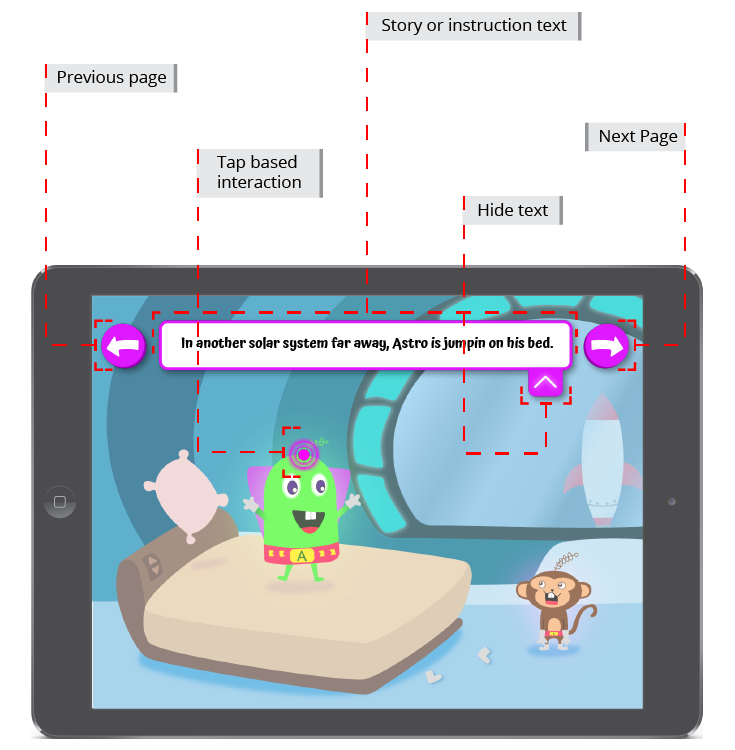 Story or instruction text
Previous page
Next Page
Tap based
interaction
Hide text
In another solar system far away, Astro is jumpin on his bed.
A